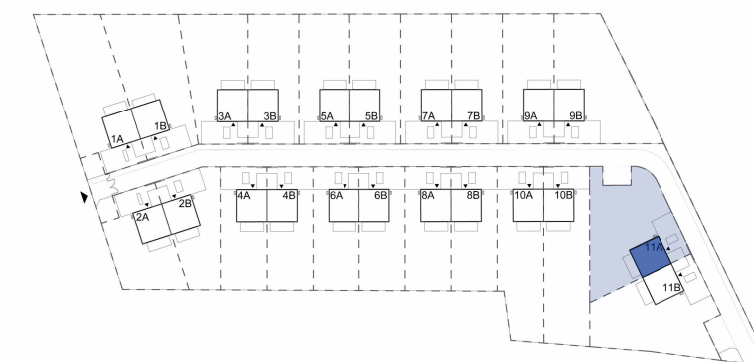 1A 1B
3A 3B
5A 5B
7A 7B
9A 9B
2A 2B
4A 4B
6A 6B
8A 8B
10A 10B
11A
11B